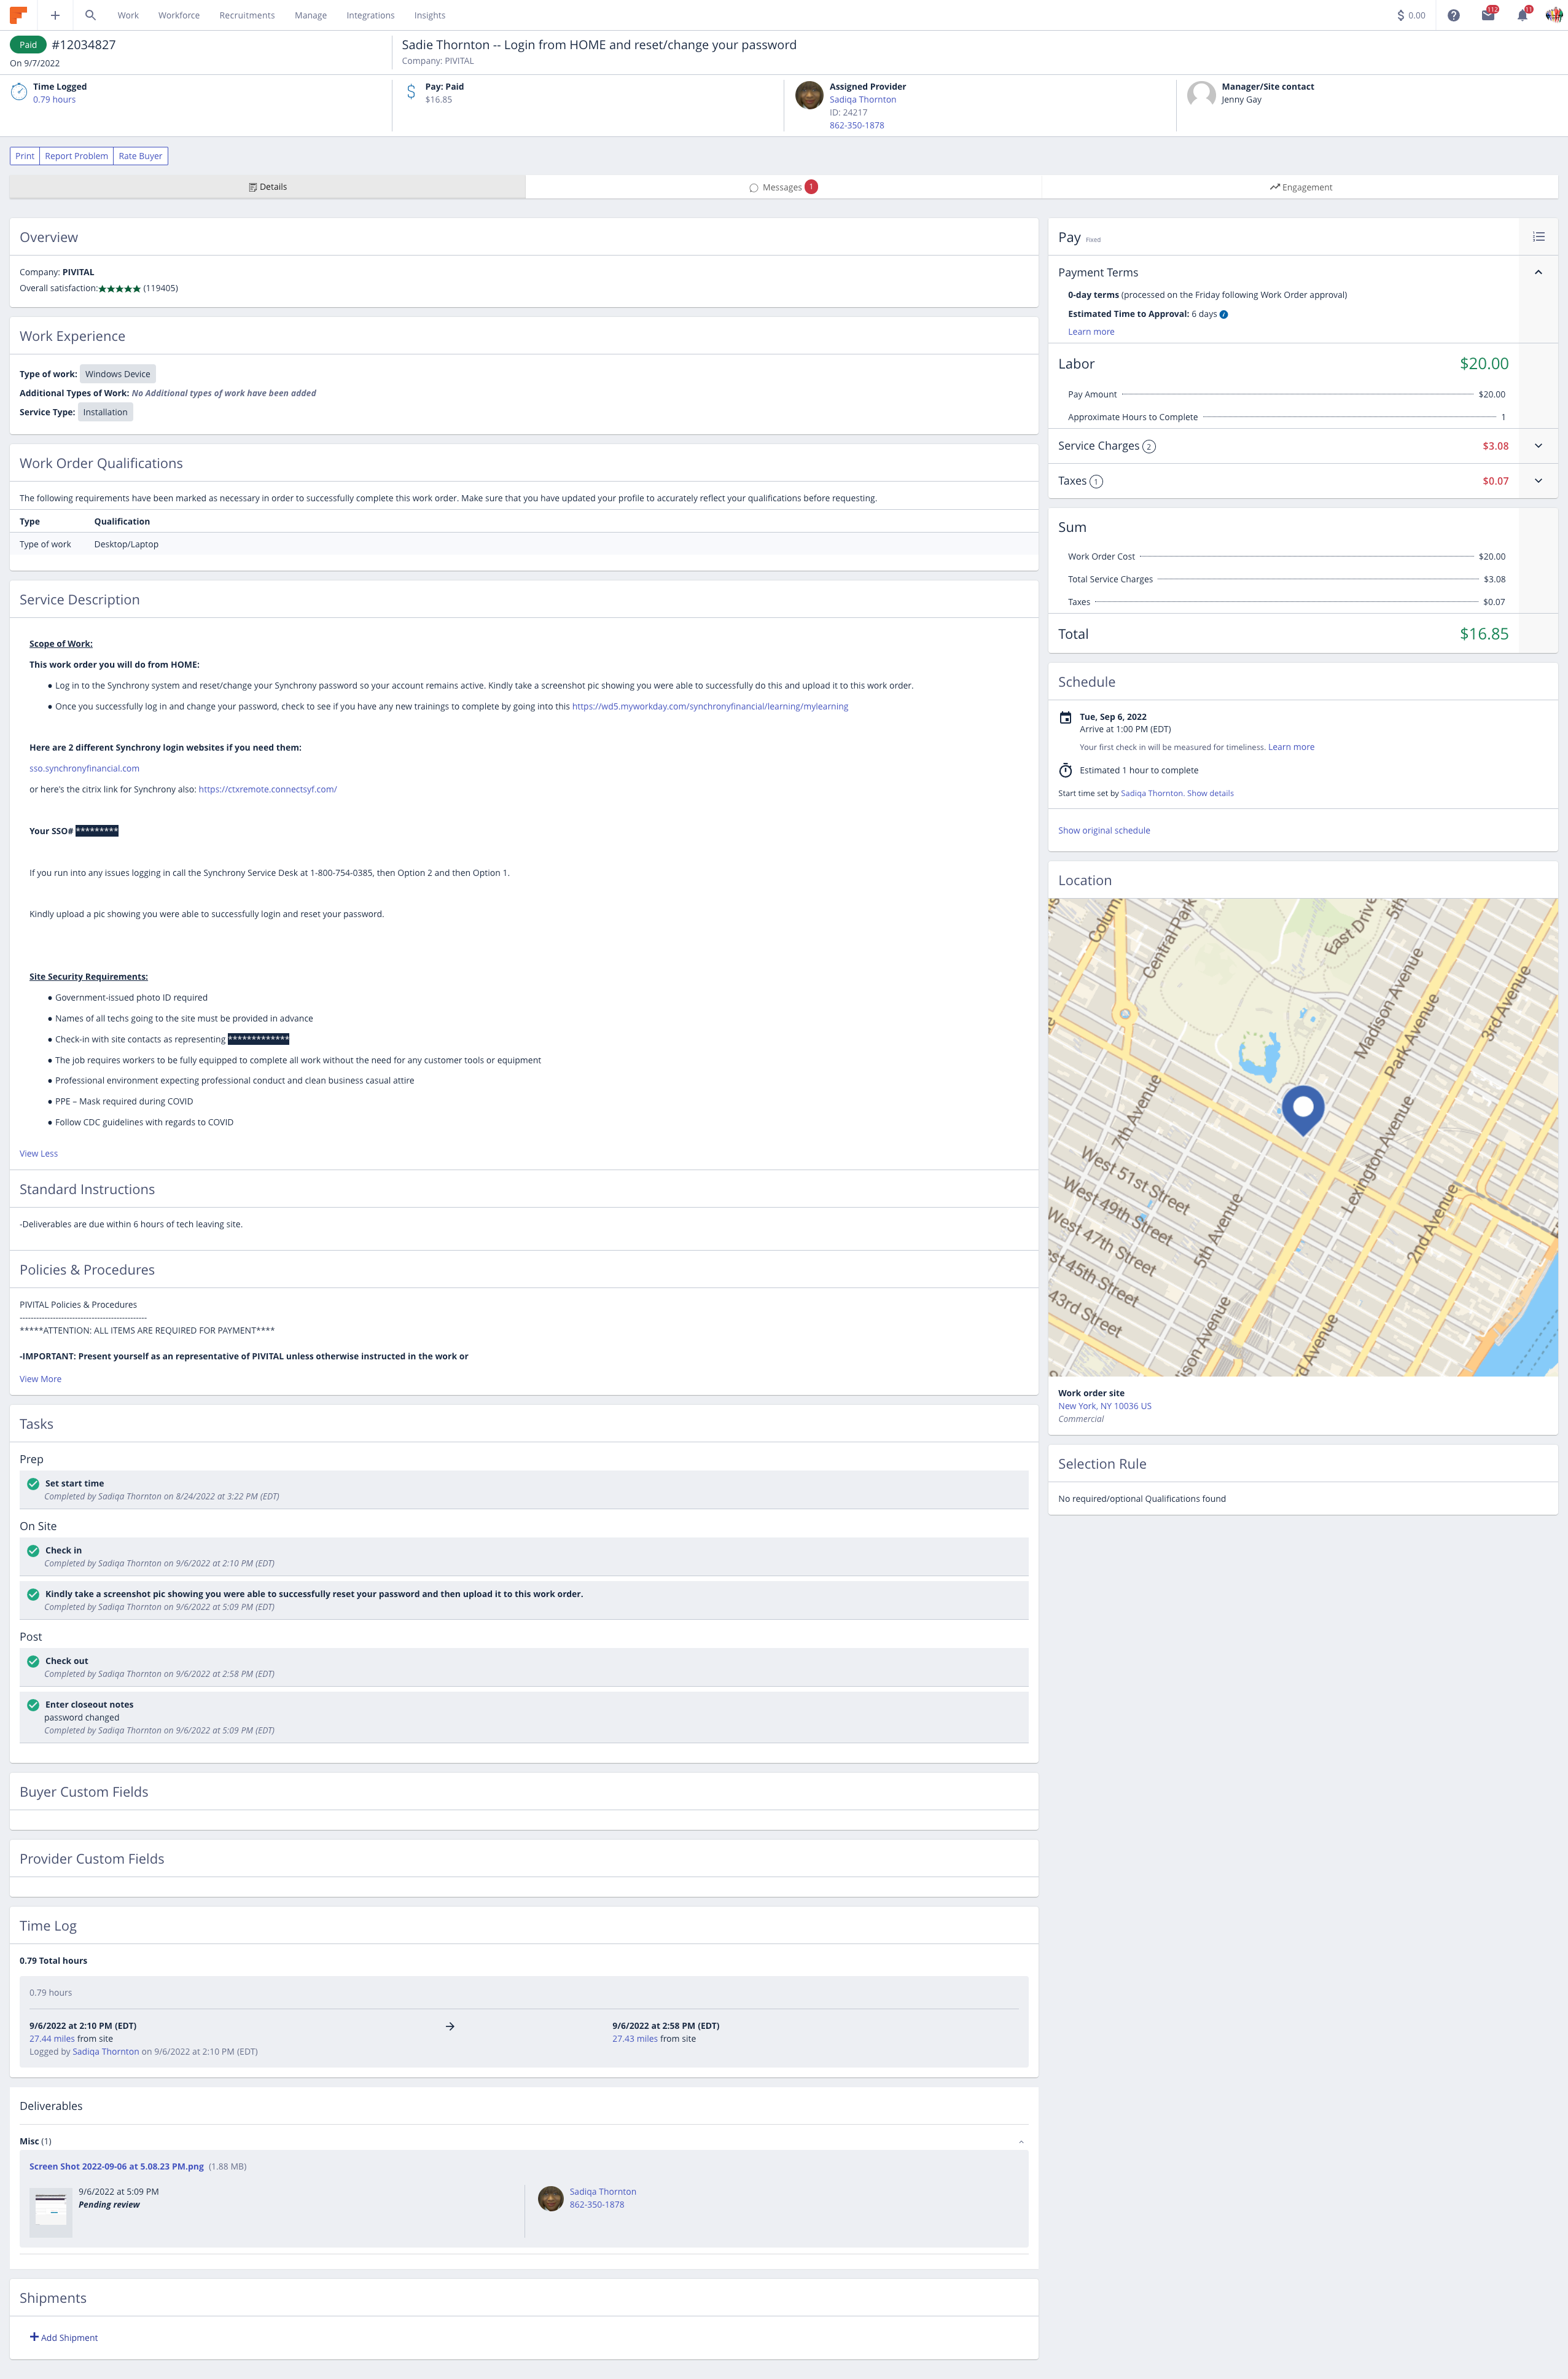 Work Workforce Recruitments Manage Integrations Insights $ 0.00 112 11
Paid #12034827
On 9/7/2022
Sadie Thornton -- Login from HOME and reset/change your password
Company: PIVITAL
Time Logged
0.79 hours
Pay: Paid
$16.85
Assigned Provider
Sadiqa Thornton
ID: 24217
862-350-1878
Manager/Site contact
Jenny Gay
Print Report Problem Rate Buyer
Details Messages 1 Engagement
Overview
Company: PIVITAL
Overall satisfaction:★★★★★ (119405)
Work Experience
Type of work: Windows Device
Additional Types of Work: No Additional types of work have been added
Service Type: Installation
Work Order Qualifications
The following requirements have been marked as necessary in order to successfully complete this work order. Make sure that you have updated your profile to accurately reflect your qualifications before requesting.
Type Qualification
Type of work Desktop/Laptop
Service Description
Scope of Work:
This work order you will do from HOME:
● Log in to the Synchrony system and reset/change your Synchrony password so your account remains active. Kindly take a screenshot pic showing you were able to successfully do this and upload it to this work order.
● Once you successfully log in and change your password, check to see if you have any new trainings to complete by going into this https://wd5.myworkday.com/synchronyfinancial/learning/mylearning
Here are 2 different Synchrony login websites if you need them:
sso.synchronyfinancial.com
or here's the citrix link for Synchrony also: https://ctxremote.connectsyf.com/
Your SSO# *********
If you run into any issues logging in call the Synchrony Service Desk at 1-800-754-0385, then Option 2 and then Option 1.
Kindly upload a pic showing you were able to successfully login and reset your password.
Site Security Requirements:
● Government-issued photo ID required
● Names of all techs going to the site must be provided in advance
● Check-in with site contacts as representing *************
● The job requires workers to be fully equipped to complete all work without the need for any customer tools or equipment
● Professional environment expecting professional conduct and clean business casual attire
● PPE – Mask required during COVID
● Follow CDC guidelines with regards to COVID
View Less
Standard Instructions
-Deliverables are due within 6 hours of tech leaving site.
Policies & Procedures
PIVITAL Policies & Procedures
----------------------------------------------
*****ATTENTION: ALL ITEMS ARE REQUIRED FOR PAYMENT****
-IMPORTANT: Present yourself as an representative of PIVITAL unless otherwise instructed in the work or
View More
Tasks
Prep
Set start time
Completed by Sadiqa Thornton on 8/24/2022 at 3:22 PM (EDT)
On Site
Check in
Completed by Sadiqa Thornton on 9/6/2022 at 2:10 PM (EDT)
Kindly take a screenshot pic showing you were able to successfully reset your password and then upload it to this work order.
Completed by Sadiqa Thornton on 9/6/2022 at 5:09 PM (EDT)
Post
Check out
Completed by Sadiqa Thornton on 9/6/2022 at 2:58 PM (EDT)
Enter closeout notes
password changed
Completed by Sadiqa Thornton on 9/6/2022 at 5:09 PM (EDT)
Buyer Custom Fields
Provider Custom Fields
Time Log
0.79 Total hours
0.79 hours
9/6/2022 at 2:10 PM (EDT) → 9/6/2022 at 2:58 PM (EDT)
27.44 miles from site 27.43 miles from site
Logged by Sadiqa Thornton on 9/6/2022 at 2:10 PM (EDT)
Deliverables
Misc (1)
Screen Shot 2022-09-06 at 5.08.23 PM.png (1.88 MB)
9/6/2022 at 5:09 PM
Pending review
Sadiqa Thornton
862-350-1878
Shipments
+ Add Shipment
Pay Fixed
Payment Terms
0-day terms (processed on the Friday following Work Order approval)
Estimated Time to Approval: 6 days
Learn more
Labor $20.00
Pay Amount $20.00
Approximate Hours to Complete 1
Service Charges 2 $3.08
Taxes 1 $0.07
Sum
Work Order Cost $20.00
Total Service Charges $3.08
Taxes $0.07
Total $16.85
Schedule
Tue, Sep 6, 2022
Arrive at 1:00 PM (EDT)
Your first check in will be measured for timeliness. Learn more
Estimated 1 hour to complete
Start time set by Sadiqa Thornton. Show details
Show original schedule
Location
Colum
Central Park
East Drive
5th
Madison Avenue
Park Avenue
3rd Avenue
7th Avenue
West 51st Street
West 49th Street
West 47th Street
st 45th Street
43rd Street
5th Avenue
Lexington Avenue
2nd Avenue
ison Avenue
rd Avenue
Work order site
New York, NY 10036 US
Commercial
Selection Rule
No required/optional Qualifications found